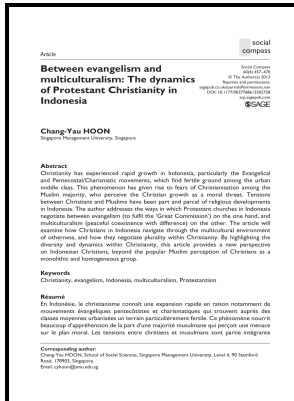 social
compass
Article
Social Compass
60(4) 457–470
© The Author(s) 2013
Reprints and permissions:
sagepub.co.uk/journalsPermissions.nav
scp.sagepub.com
SAGE
Between evangelism and
multiculturalism: The dynamics
of Protestant Christianity in
Indonesia
Chang-Yau HOON
Singapore Management University, Singapore
Abstract
Christianity has experienced rapid growth in Indonesia, particularly the Evangelical
and Pentecostal/Charismatic movements, which find fertile ground among the urban
middle class. This phenomenon has given rise to fears of Christianisation among the
Muslim majority, who perceive the Christian growth as a moral threat. Tensions
between Christians and Muslims have been part and parcel of religious developments
in Indonesia. The author addresses the ways in which Protestant churches in Indonesia
negotiate between evangelism (to fulfil the ‘Great Commission’) on the one hand, and
multiculturalism (peaceful coexistence with difference) on the other. The article will
examine how Christians in Indonesia navigate through the multicultural environment
of otherness, and how they negotiate plurality within Christianity. By highlighting the
diversity and dynamics within Christianity, this article provides a new perspective
on Indonesian Christians, beyond the popular Muslim perception of Christians as a
monolithic and homogeneous group.
Keywords
Christianity, evangelism, Indonesia, multiculturalism, Protestantism
Résumé
En Indonésie, le christianisme connaît une expansion rapide en raison notamment de
mouvements évangéliques pentecôtistes et charismatiques qui trouvent auprès des
classes moyennes urbanisées un terrain particulièrement fertile. Ce phénomène nourrit
beaucoup d’appréhension de la part d’une majorité musulmane qui perçoit une menace
sur le plan moral. Les tensions entre chrétiens et musulmans sont partie intégrante
Corresponding author:
Chang-Yau HOON, School of Social Sciences, Singapore Management University, Level 4, 90 Stamford
Road, 178903, Singapore,
Email: cyhoon@smu.edu.sg